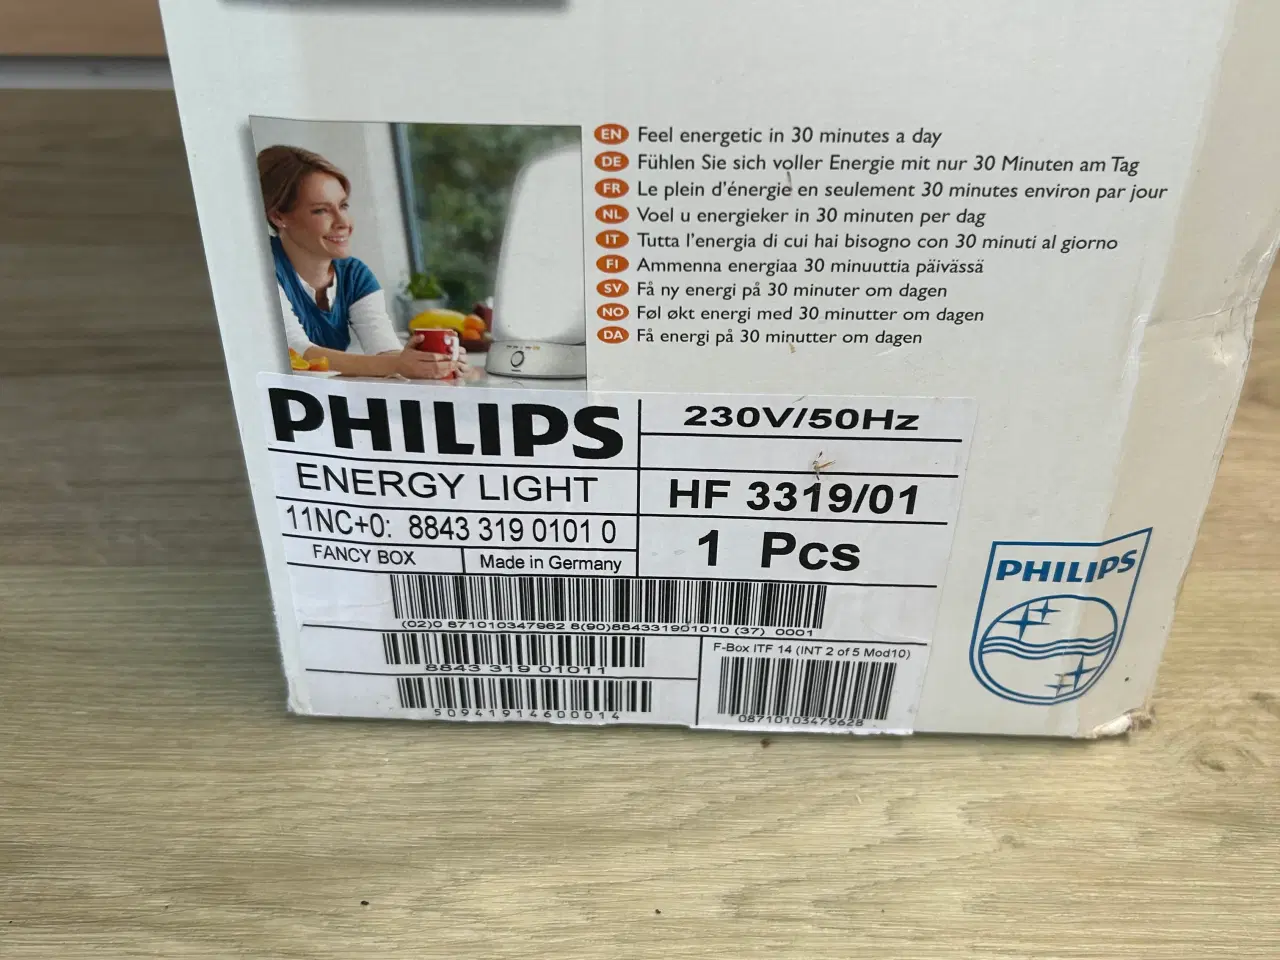 EN Feel energetic in 30 minutes a day
DE Fühlen Sie sich voller Energie mit nur 30 Minuten am Tag
FR Le plein d'énergie en seulement 30 minutes environ par jour
NL Voel u energieker in 30 minuten per dag
IT Tutta l'energia di cui hai bisogno con 30 minuti al giorno
FI Ammenna energiaa 30 minuuttia päivässä
SV Få ny energi på 30 minuter om dagen
NO Føl økt energi med 30 minutter om dagen
DA Få energi på 30 minutter om dagen
PHILIPS
230V/50Hz
ENERGY LIGHT
HF 3319/01
11NC+0: 8843 319 0101 0
1 Pcs
FANCY BOX
Made in Germany
PHILIPS
(02)0 871010347962 8(90)884331901010 (37) 0001
8843 319 01011
F-Box ITF 14 (INT 2 of 5 Mod10)
50941914600014
08710103479628